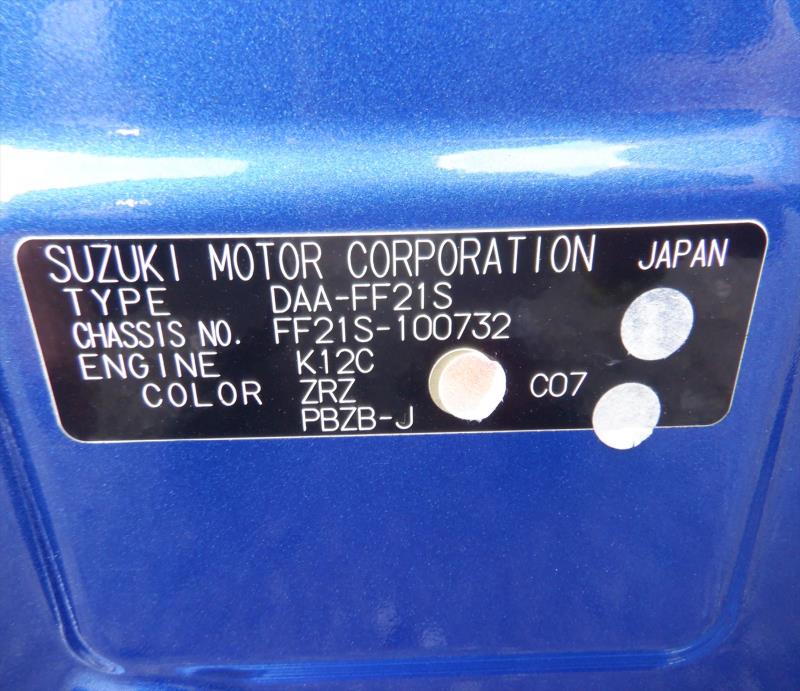 SUZUKI MOTOR CORPORATION JAPAN
TYPE DAA-FF21S
CHASSIS NO. FF21S-100732
ENGINE K12C
COLOR ZRZ C07
PBZB-J